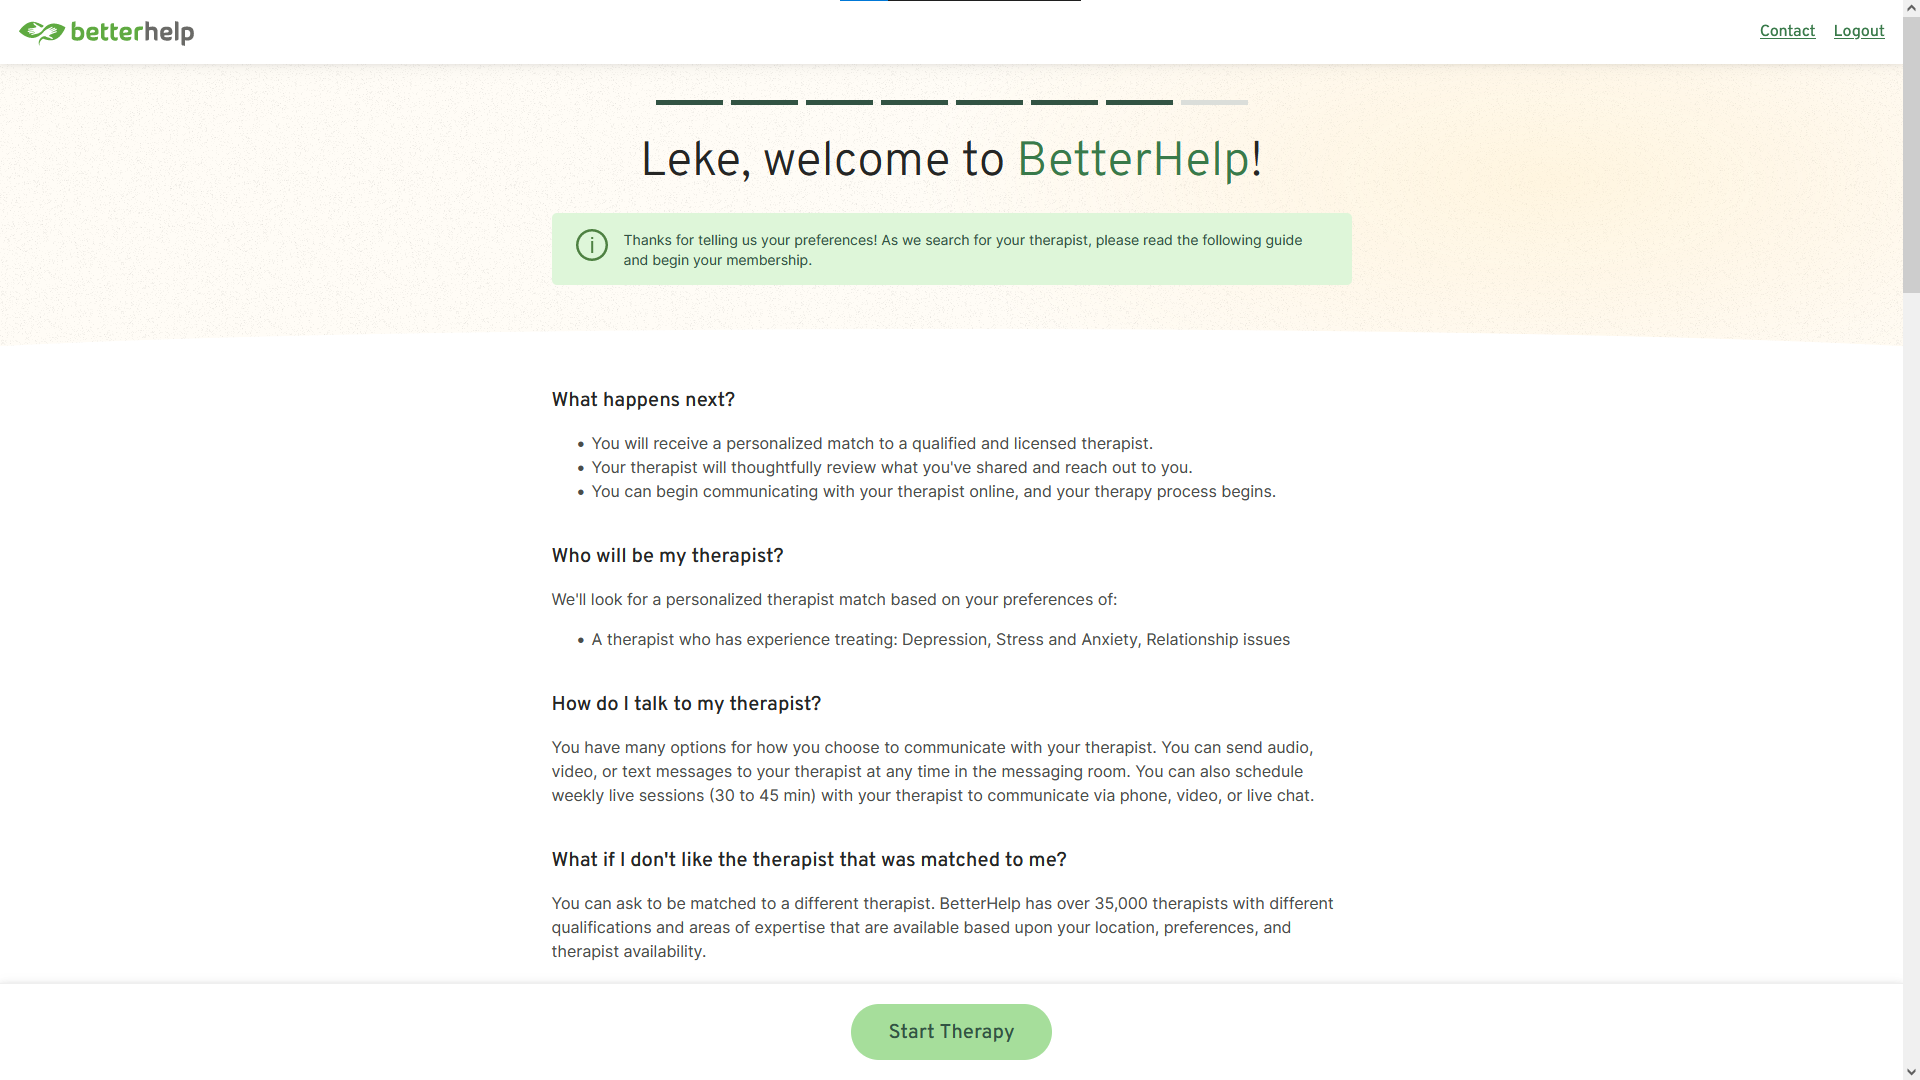 betterhelp
Contact
Logout
Leke, welcome to BetterHelp!
Thanks for telling us your preferences! As we search for your therapist, please read the following guide
and begin your membership.
What happens next?
• You will receive a personalized match to a qualified and licensed therapist.
• Your therapist will thoughtfully review what you've shared and reach out to you.
• You can begin communicating with your therapist online, and your therapy process begins.
Who will be my therapist?
We'll look for a personalized therapist match based on your preferences of:
• A therapist who has experience treating: Depression, Stress and Anxiety, Relationship issues
How do I talk to my therapist?
You have many options for how you choose to communicate with your therapist. You can send audio,
video, or text messages to your therapist at any time in the messaging room. You can also schedule
weekly live sessions (30 to 45 min) with your therapist to communicate via phone, video, or live chat.
What if I don't like the therapist that was matched to me?
You can ask to be matched to a different therapist. BetterHelp has over 35,000 therapists with different
qualifications and areas of expertise that are available based upon your location, preferences, and
therapist availability.
Start Therapy